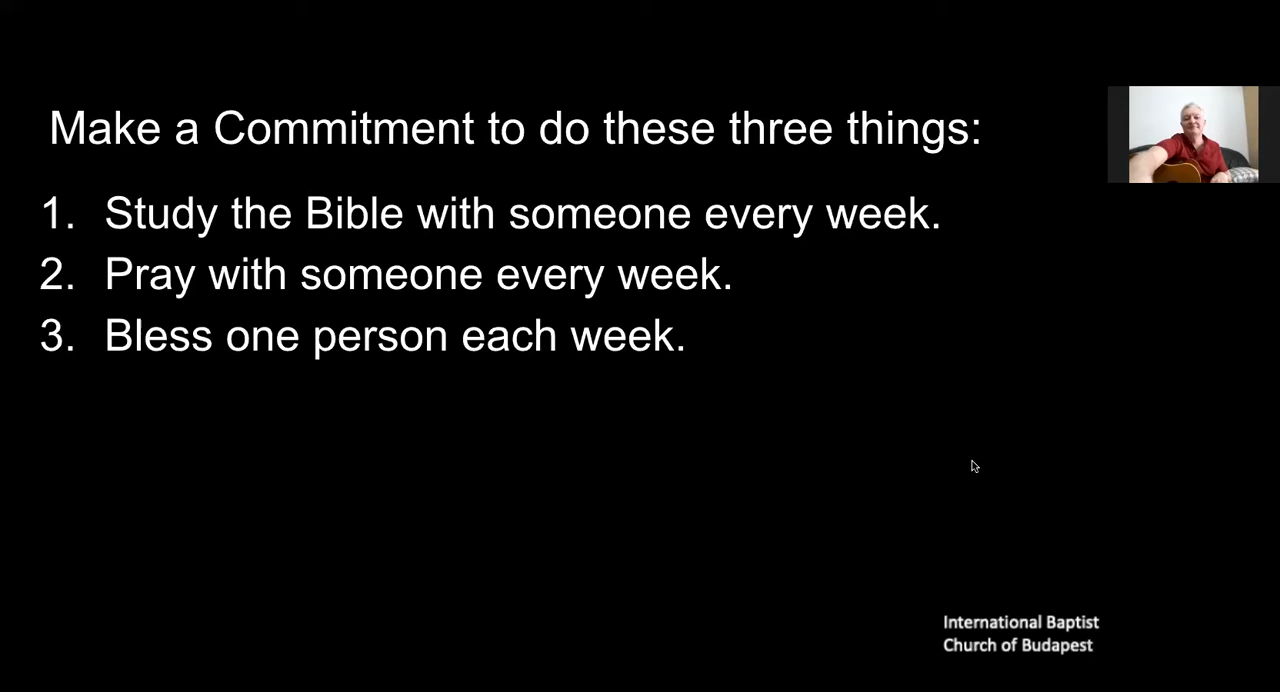 Make a Commitment to do these three things:
1. Study the Bible with someone every week.
2. Pray with someone every week.
3. Bless one person each week.
International Baptist
Church of Budapest